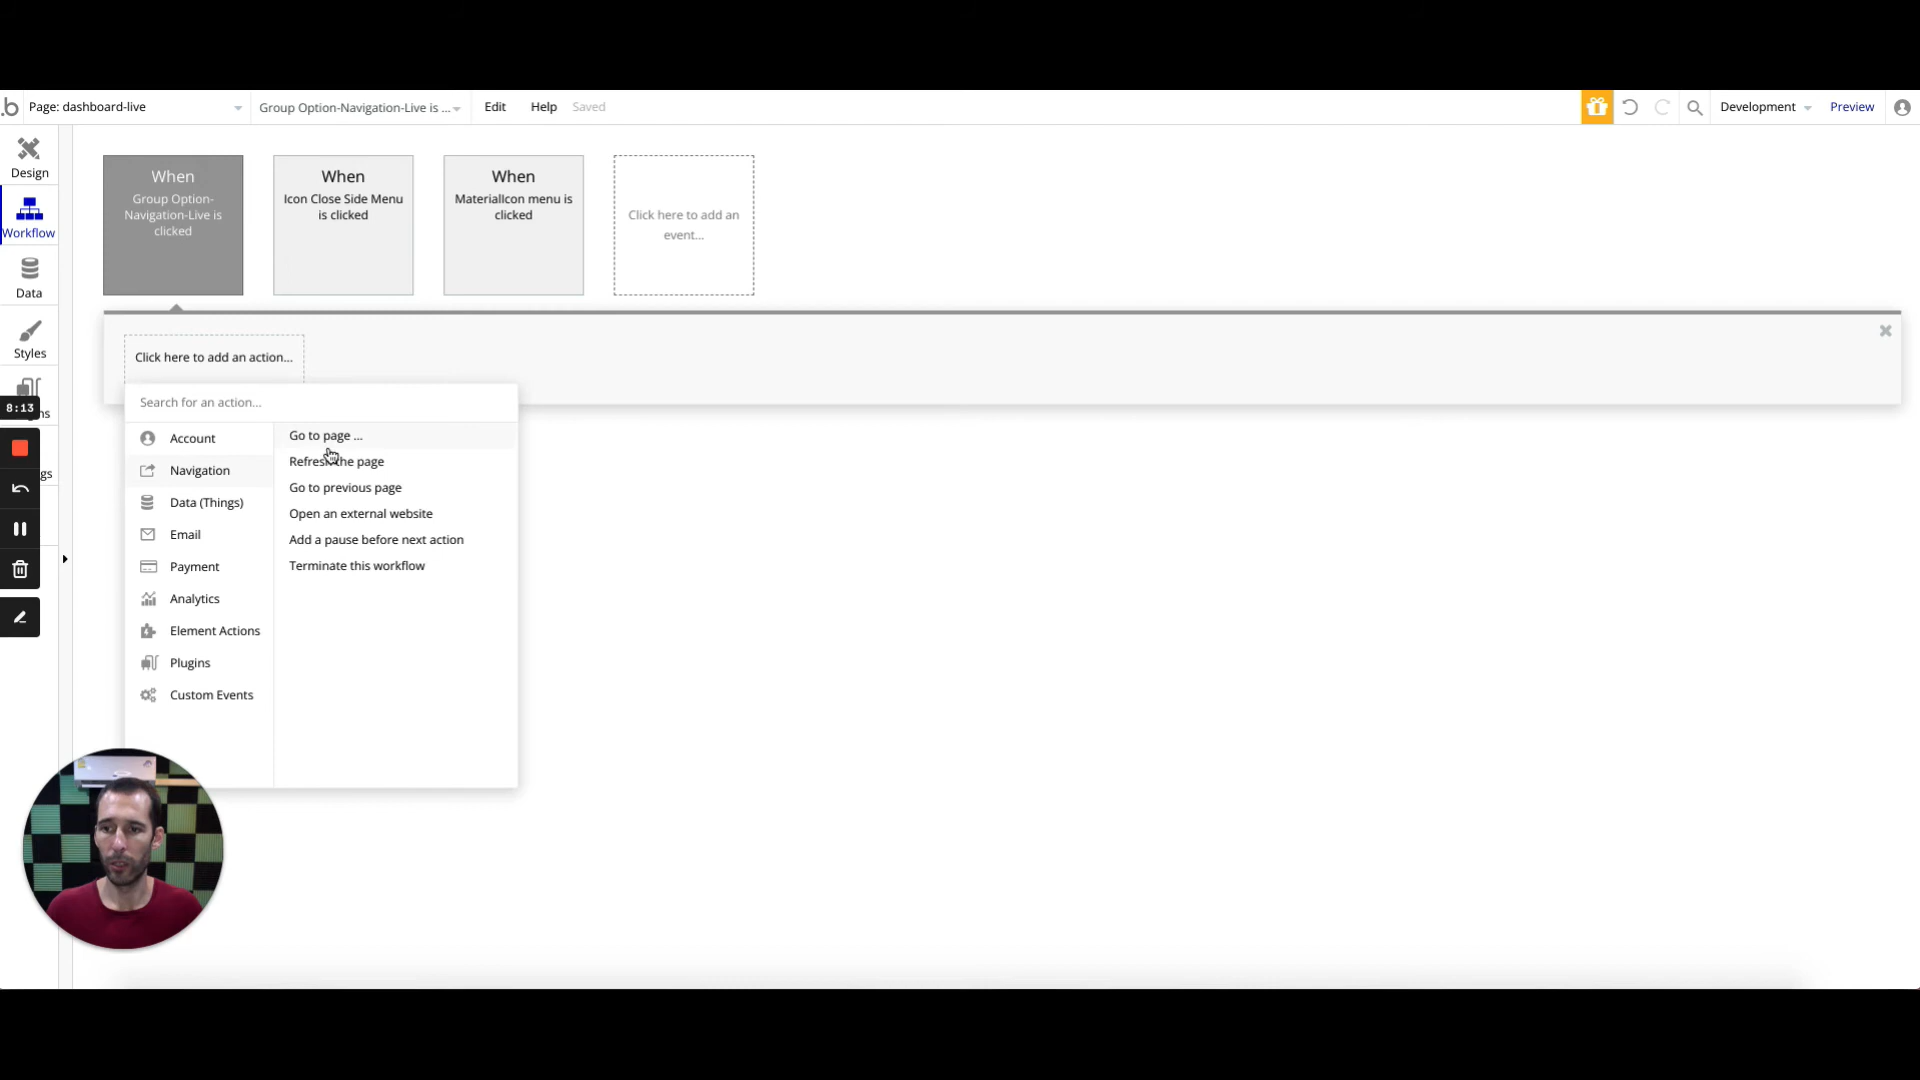 .b Page: dashboard-live Group Option-Navigation-Live is ... Edit Help Saved Development Preview
Design
Workflow
Data
Styles
ns
8:13
gs
When
Group Option-
Navigation-Live is
clicked
When
Icon Close Side Menu
is clicked
When
MaterialIcon menu is
clicked
Click here to add an
event...
Click here to add an action...
Search for an action...
Account
Navigation
Data (Things)
Email
Payment
Analytics
Element Actions
Plugins
Custom Events
Go to page ...
Refresh the page
Go to previous page
Open an external website
Add a pause before next action
Terminate this workflow